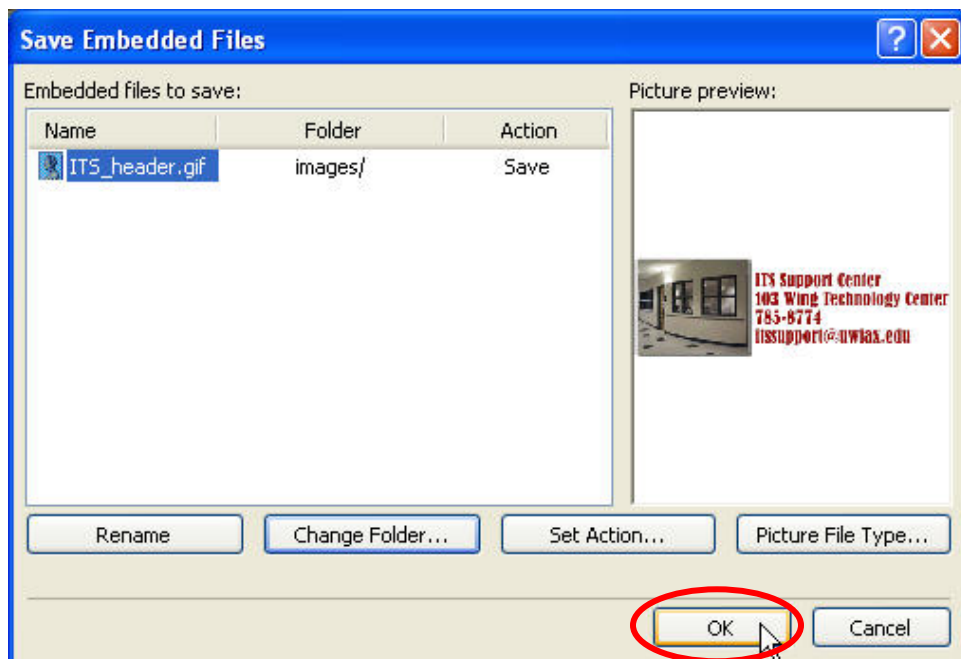 Save Embedded Files
Embedded files to save:
Picture preview:
Name Folder Action
ITS_header.gif images/ Save
ITS Support Center
103 Wing Technology Center
785-8774
itssupport@uwlax.edu
Rename Change Folder... Set Action... Picture File Type...
OK Cancel